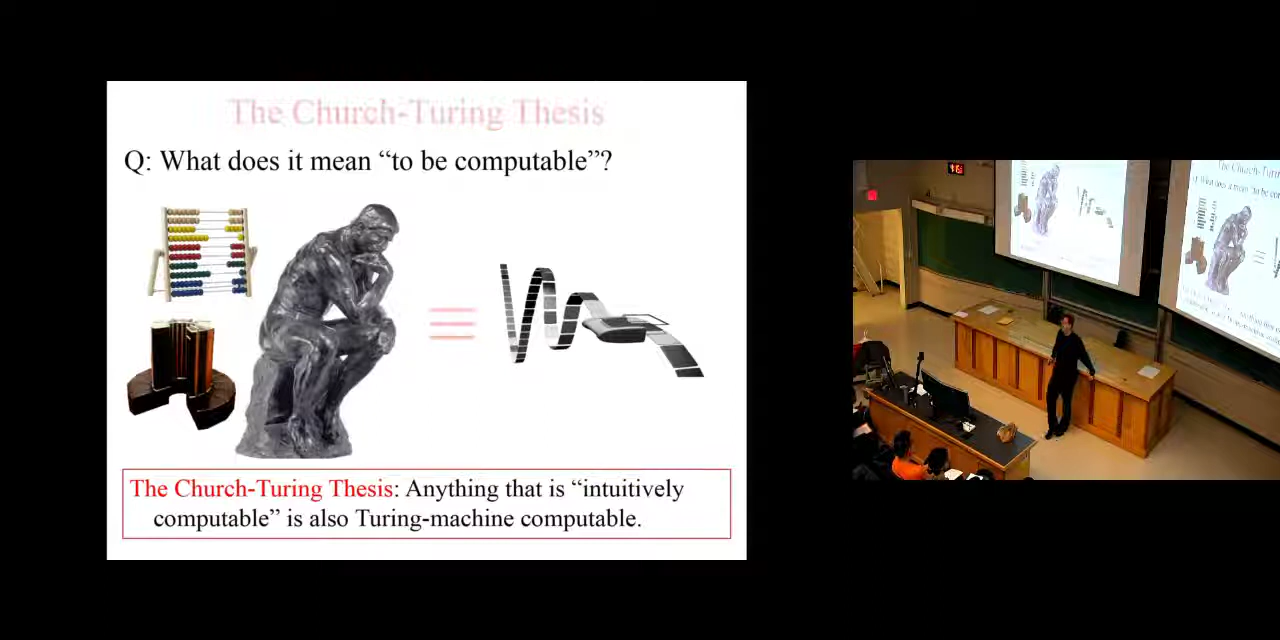 The Church-Turing Thesis
Q: What does it mean “to be computable”?
≡
The Church-Turing Thesis: Anything that is “intuitively
computable” is also Turing-machine computable.